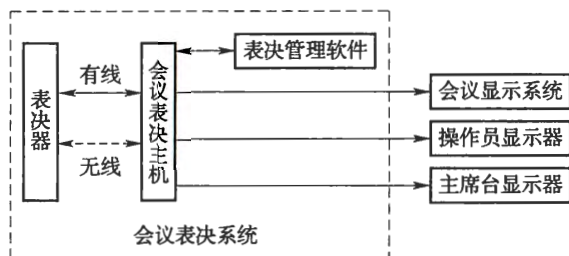 表决管理软件
有线
会议显示系统
表决器
会议表决主机
操作员显示器
无线
主席台显示器
会议表决系统